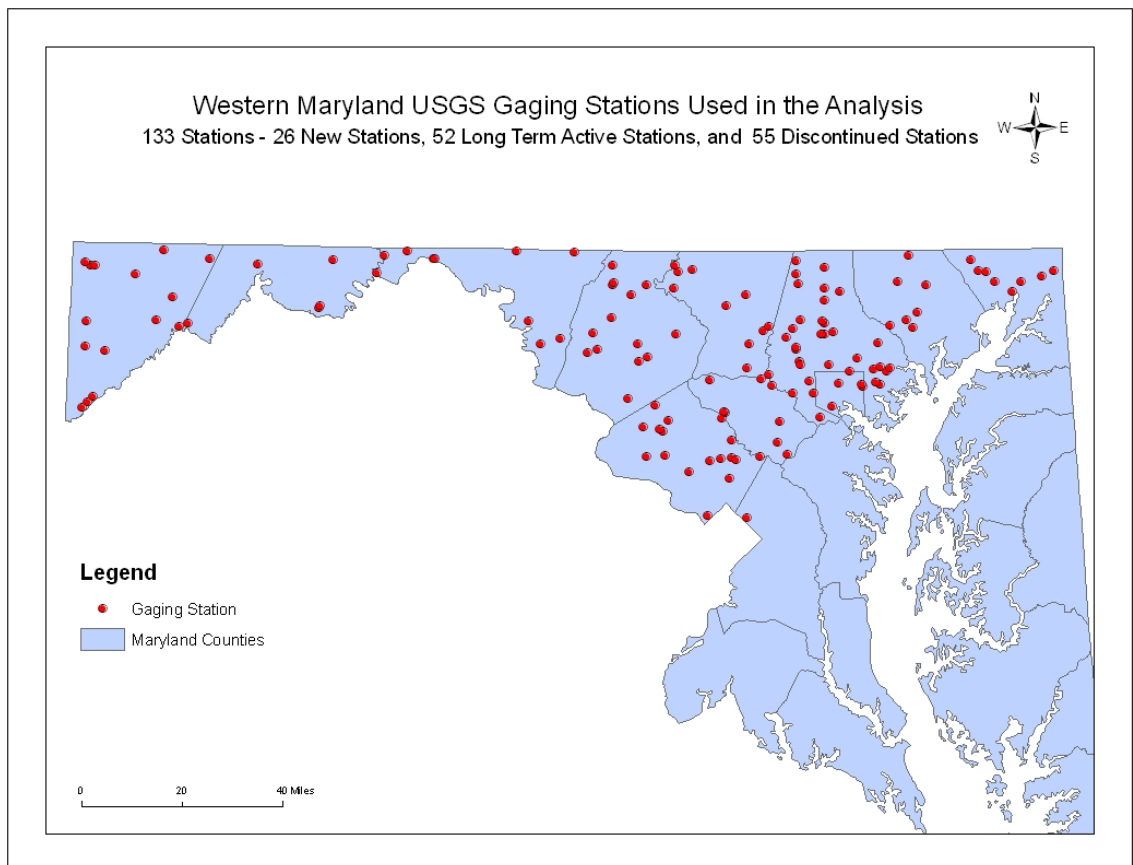 Western Maryland USGS Gaging Stations Used in the Analysis
133 Stations - 26 New Stations, 52 Long Term Active Stations, and 55 Discontinued Stations
N
W E
S
Legend
Gaging Station
Maryland Counties
0 20 40 Miles